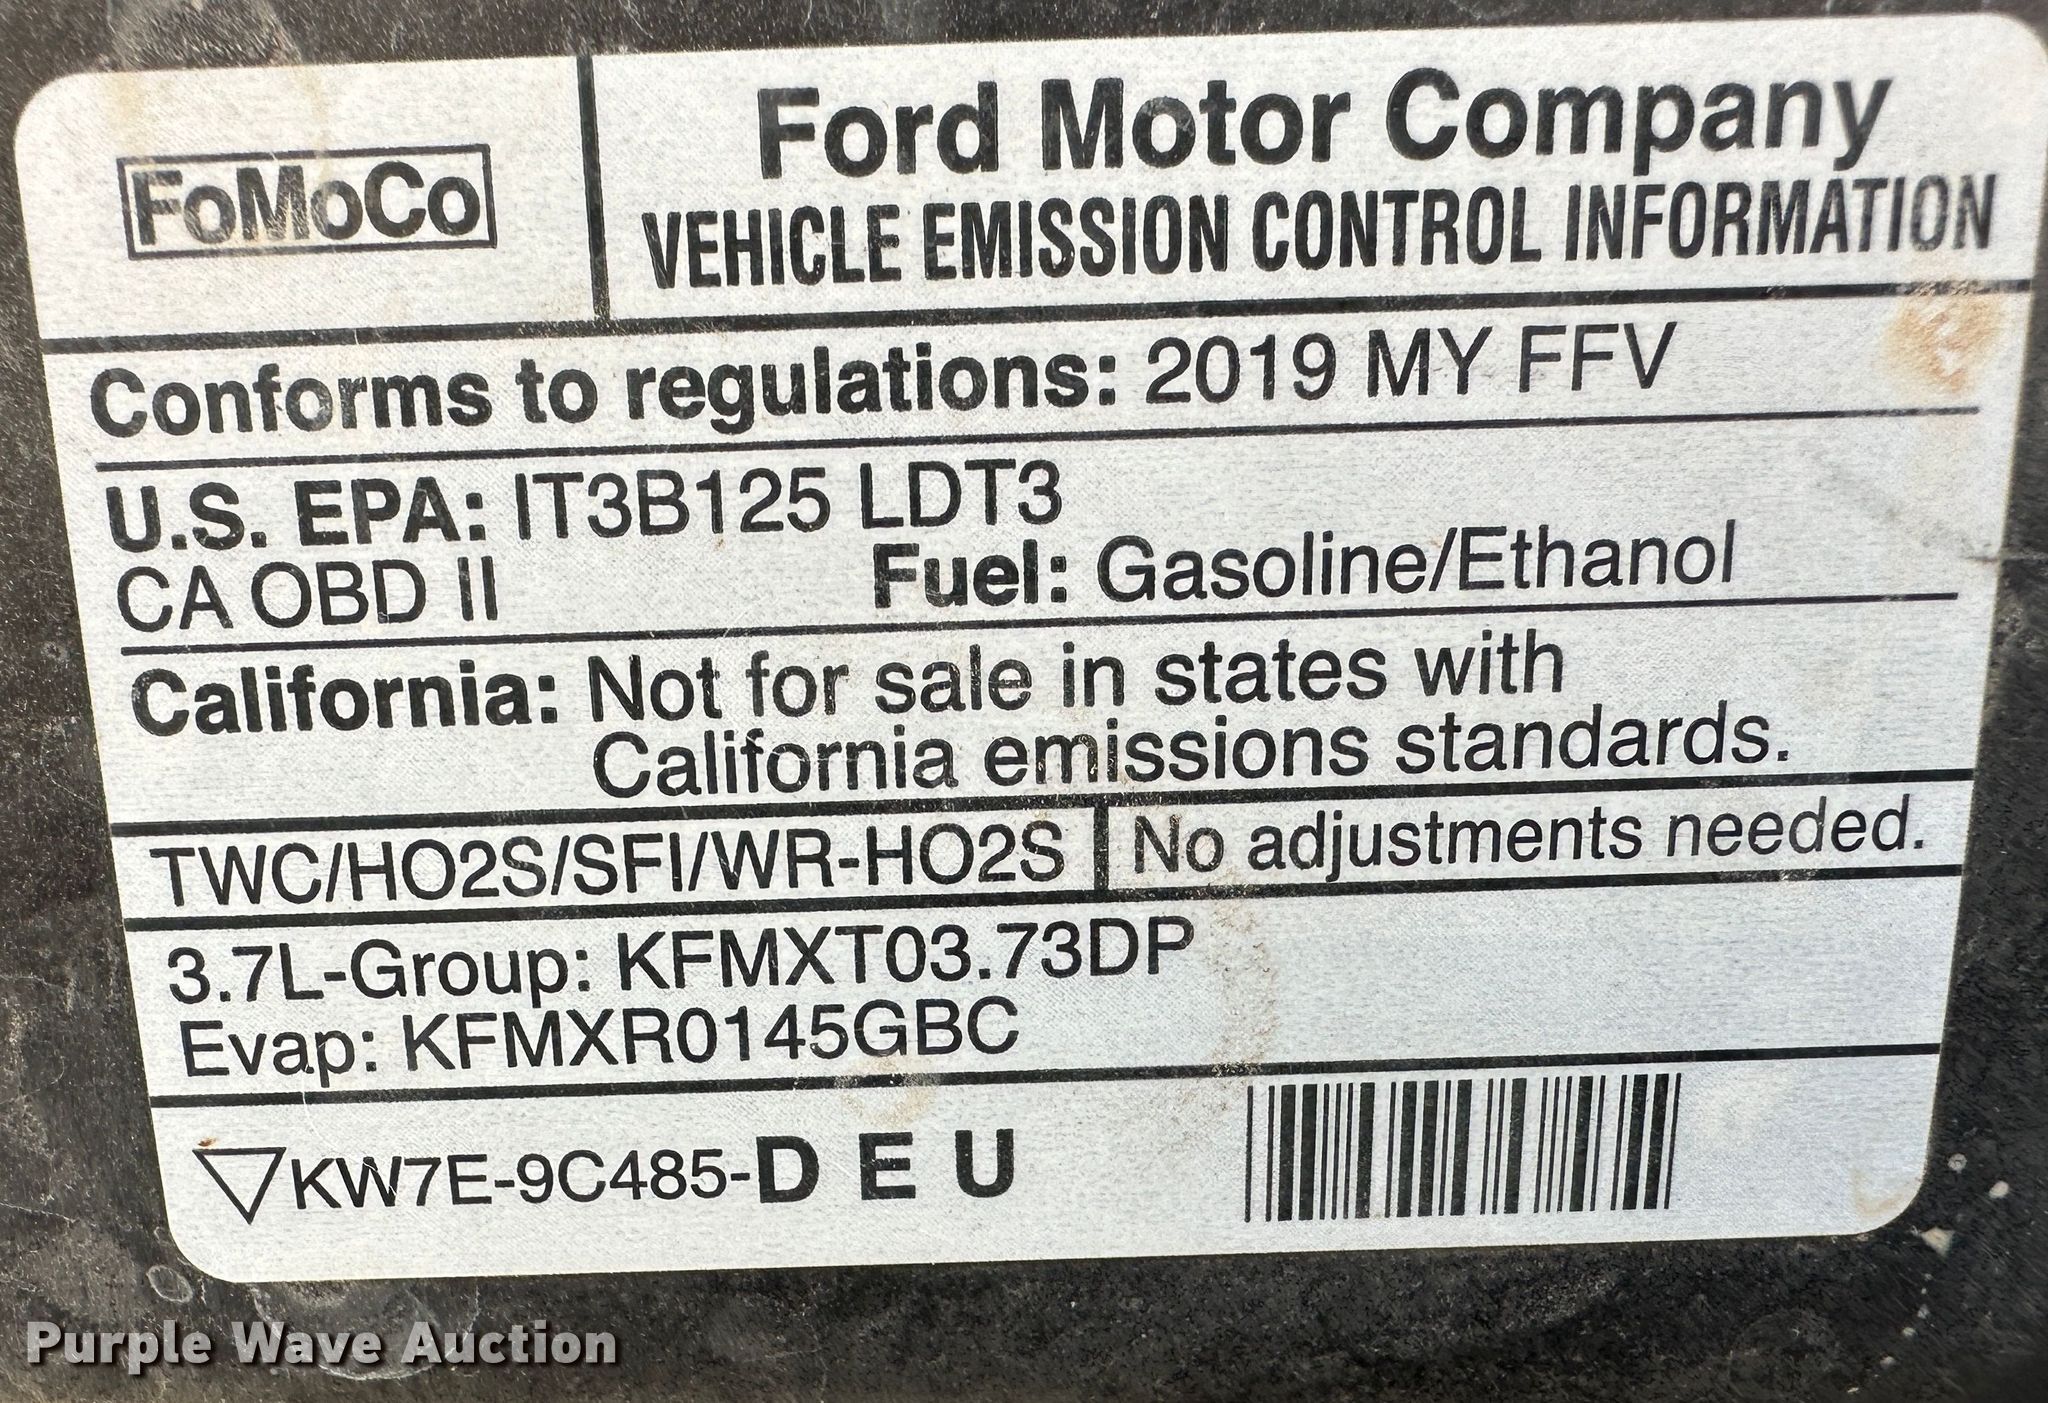 FoMoCo
Ford Motor Company
VEHICLE EMISSION CONTROL INFORMATION
Conforms to regulations: 2019 MY FFV
U.S. EPA: IT3B125 LDT3
CA OBD II Fuel: Gasoline/Ethanol
California: Not for sale in states with
California emissions standards.
TWC/HO2S/SFI/WR-HO2S No adjustments needed.
3.7L-Group: KFMXT03.73DP
Evap: KFMXR0145GBC
KW7E-9C485-D E U
Purple Wave Auction